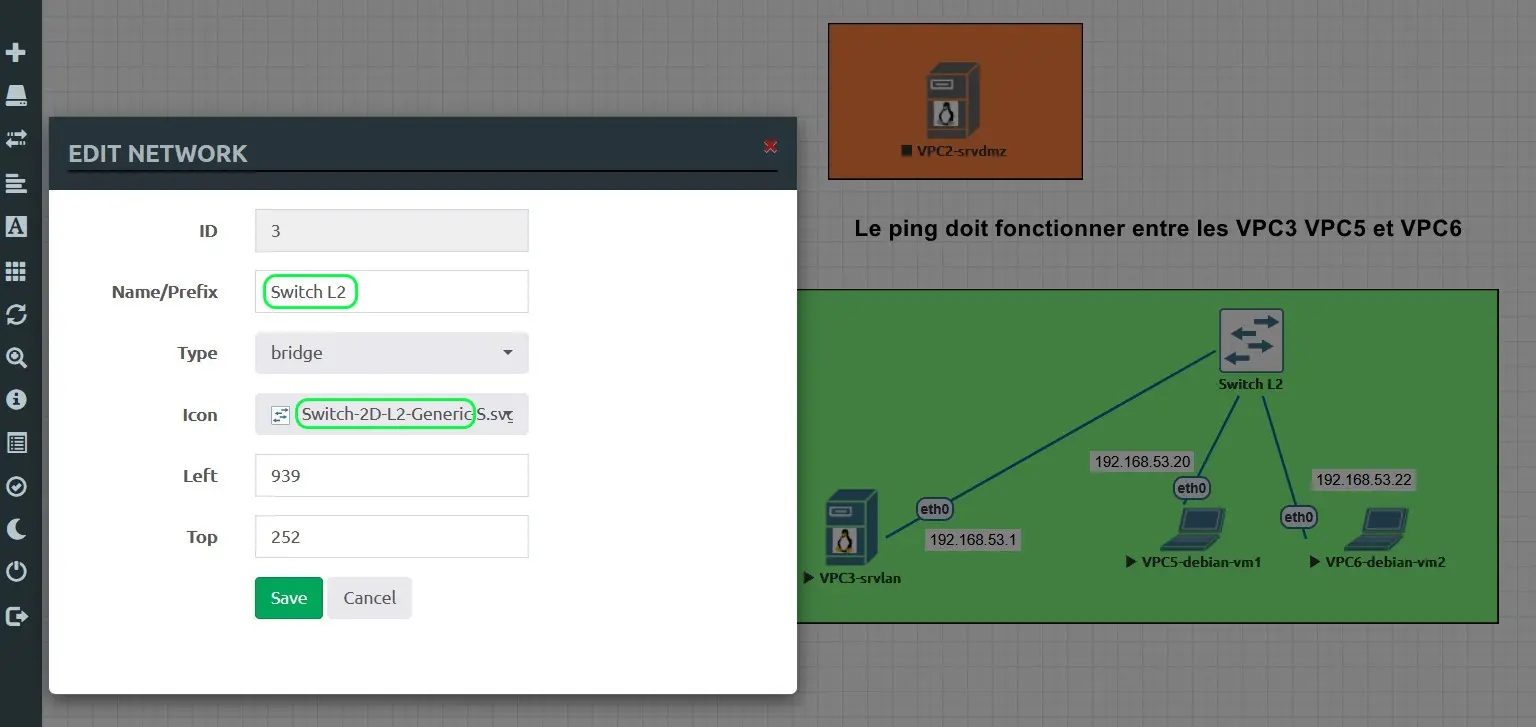 VPC2-srvdmz
EDIT NETWORK
ID 3
Name/Prefix Switch L2
Type bridge
Icon Switch-2D-L2-Generic-S.svg
Left 939
Top 252
Save Cancel
Le ping doit fonctionner entre les VPC3 VPC5 et VPC6
Switch L2
192.168.53.20
192.168.53.22
eth0
eth0
eth0
192.168.53.1
VPC3-srvlan
VPC5-debian-vm1
VPC6-debian-vm2